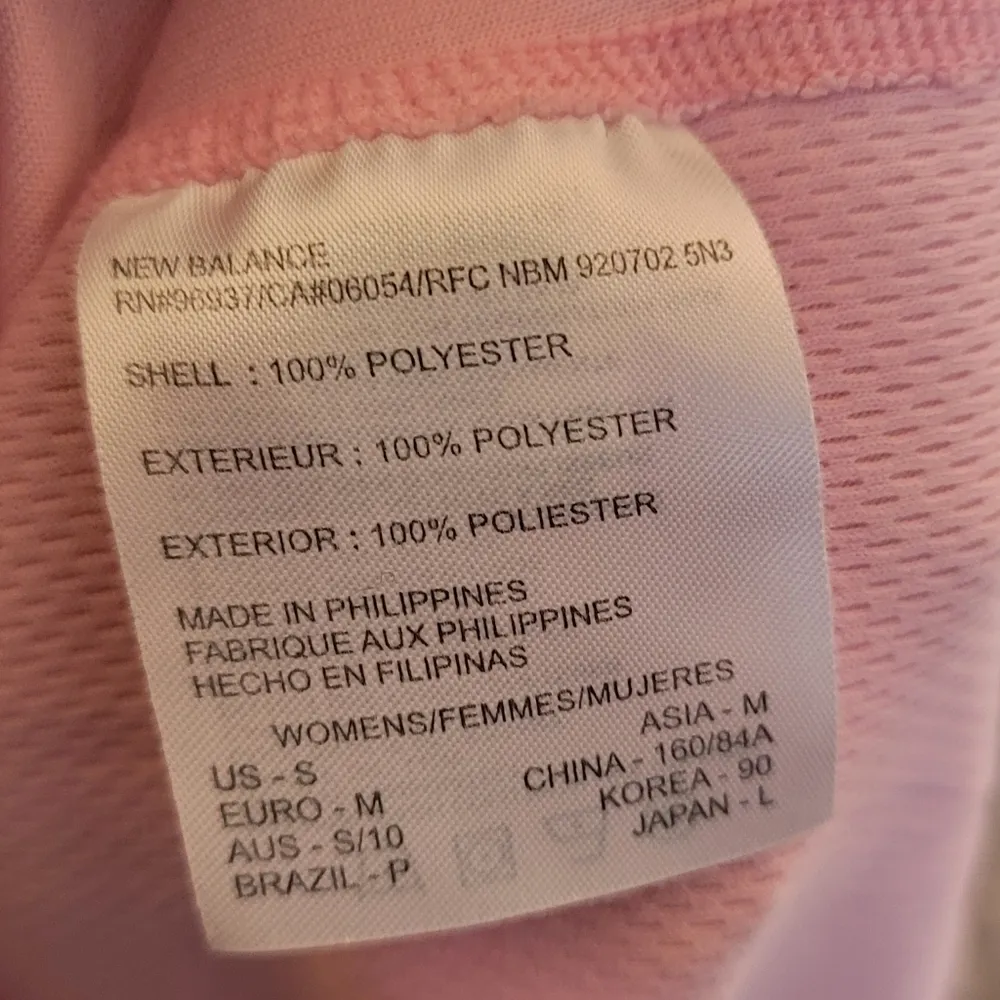 NEW BALANCE
RN#96937/CA#06054/RFC NBM 920702 5N3
SHELL : 100% POLYESTER
EXTERIEUR : 100% POLYESTER
EXTERIOR : 100% POLIESTER
MADE IN PHILIPPINES
FABRIQUE AUX PHILIPPINES
HECHO EN FILIPINAS
WOMENS/FEMMES/MUJERES
US - S
EURO - M
AUS - S/10
BRAZIL - P
ASIA - M
CHINA - 160/84A
KOREA - 90
JAPAN - L